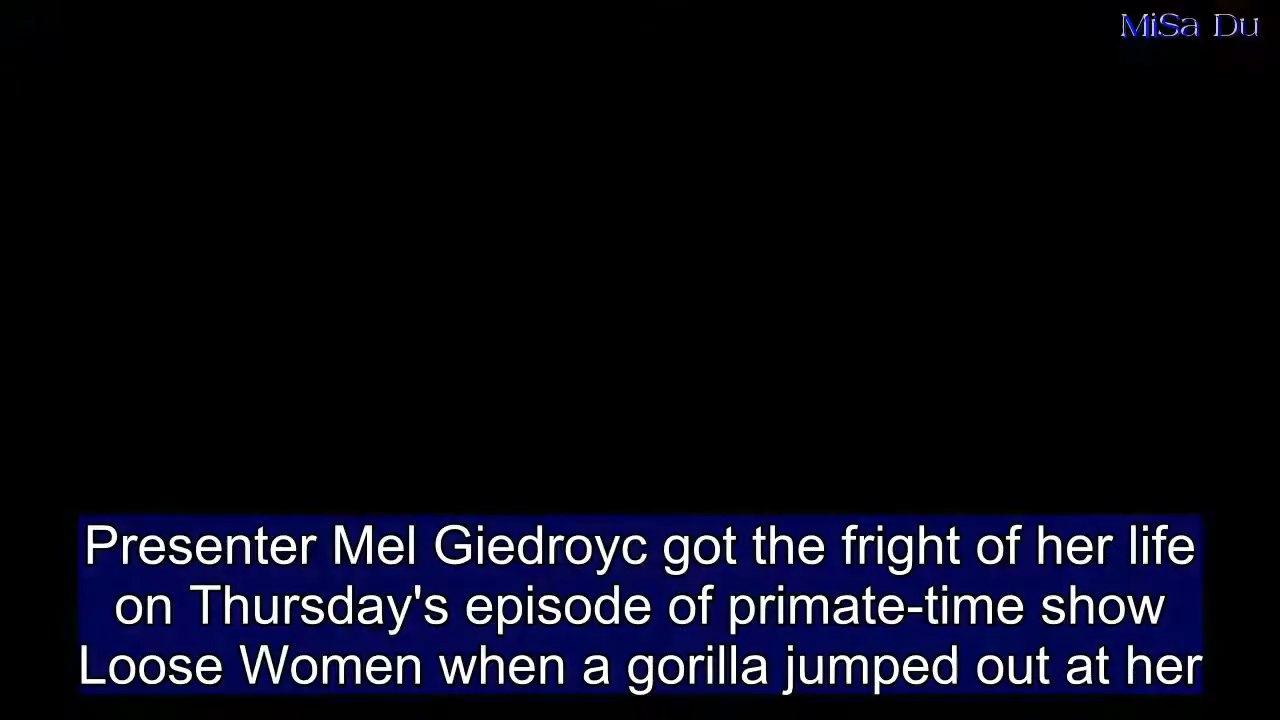 MiSa Du
Presenter Mel Giedroyc got the fright of her life
on Thursday's episode of primate-time show
Loose Women when a gorilla jumped out at her